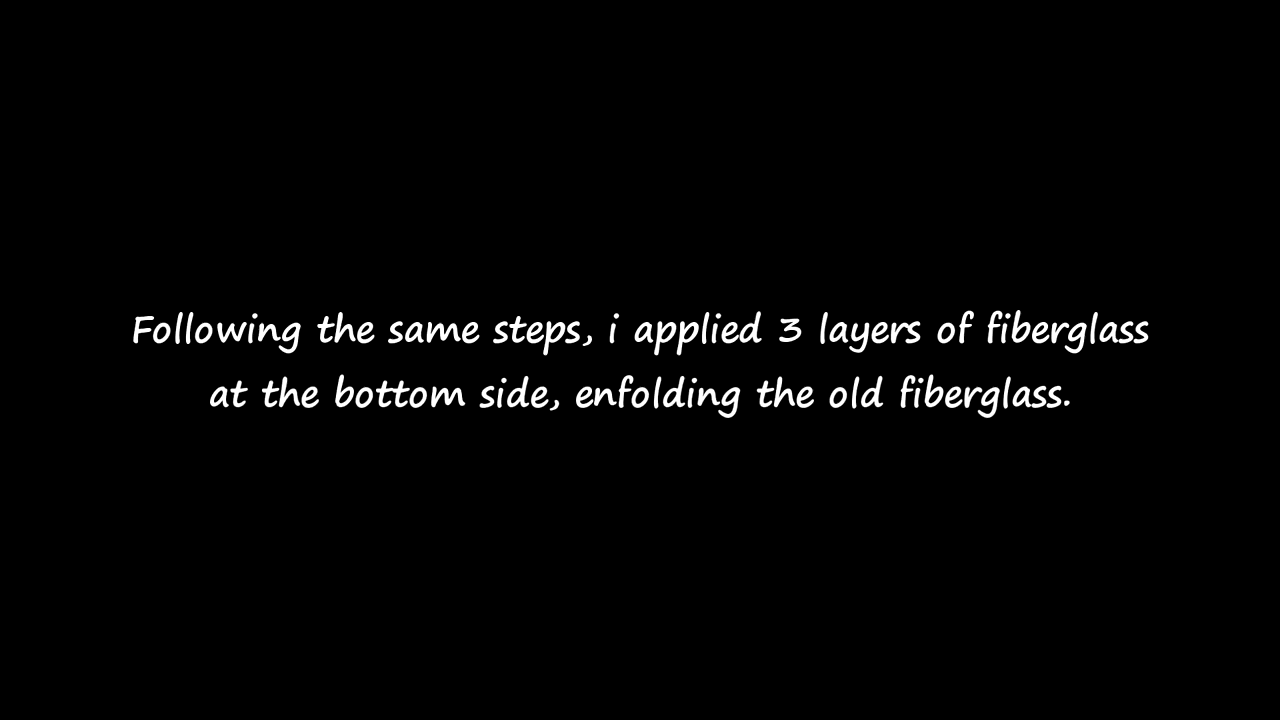 Following the same steps, i applied 3 layers of fiberglass
at the bottom side, enfolding the old fiberglass.